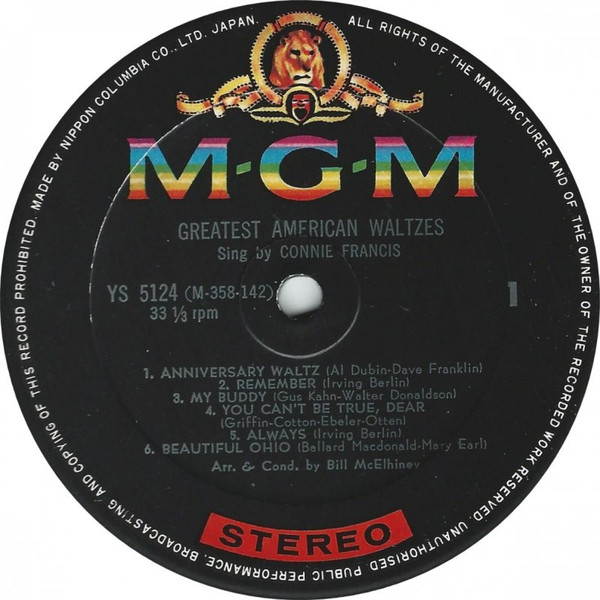 MADE BY NIPPON COLUMBIA CO., LTD. JAPAN. ALL RIGHTS OF THE MANUFACTURER AND OF THE OWNER OF THE RECORDED WORK RESERVED. UNAUTHORISED. PUBLIC PERFORMANCE. BROADCASTING AND COPYING OF THIS RECORD PROHIBITED.
M-G-M
GREATEST AMERICAN WALTZES
Sing by CONNIE FRANCIS
YS 5124 (M-358-142)
33 ⅓ rpm
1
1. ANNIVERSARY WALTZ (Al Dubin-Dave Franklin)
2. REMEMBER (Irving Berlin)
3. MY BUDDY (Gus Kahn-Walter Donaldson)
4. YOU CAN'T BE TRUE, DEAR
(Griffin-Cotton-Ebeler-Otten)
5. ALWAYS (Irving Berlin)
6. BEAUTIFUL OHIO (Ballard Macdonald-Mary Earl)
Arr. & Cond. by Bill McElhiney
STEREO